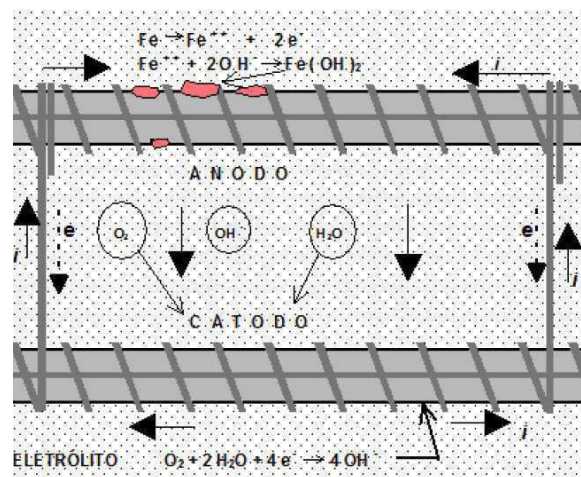 Fe → Fe⁺⁺ + 2e⁻
i
Fe⁺⁺ + 2OH⁻ → Fe(OH)₂
ANODO
e
O₂
OH
H₂O
e
i
i
CATODO
i
ELETRÓLITO O₂ + 2H₂O + 4e⁻ → 4OH⁻